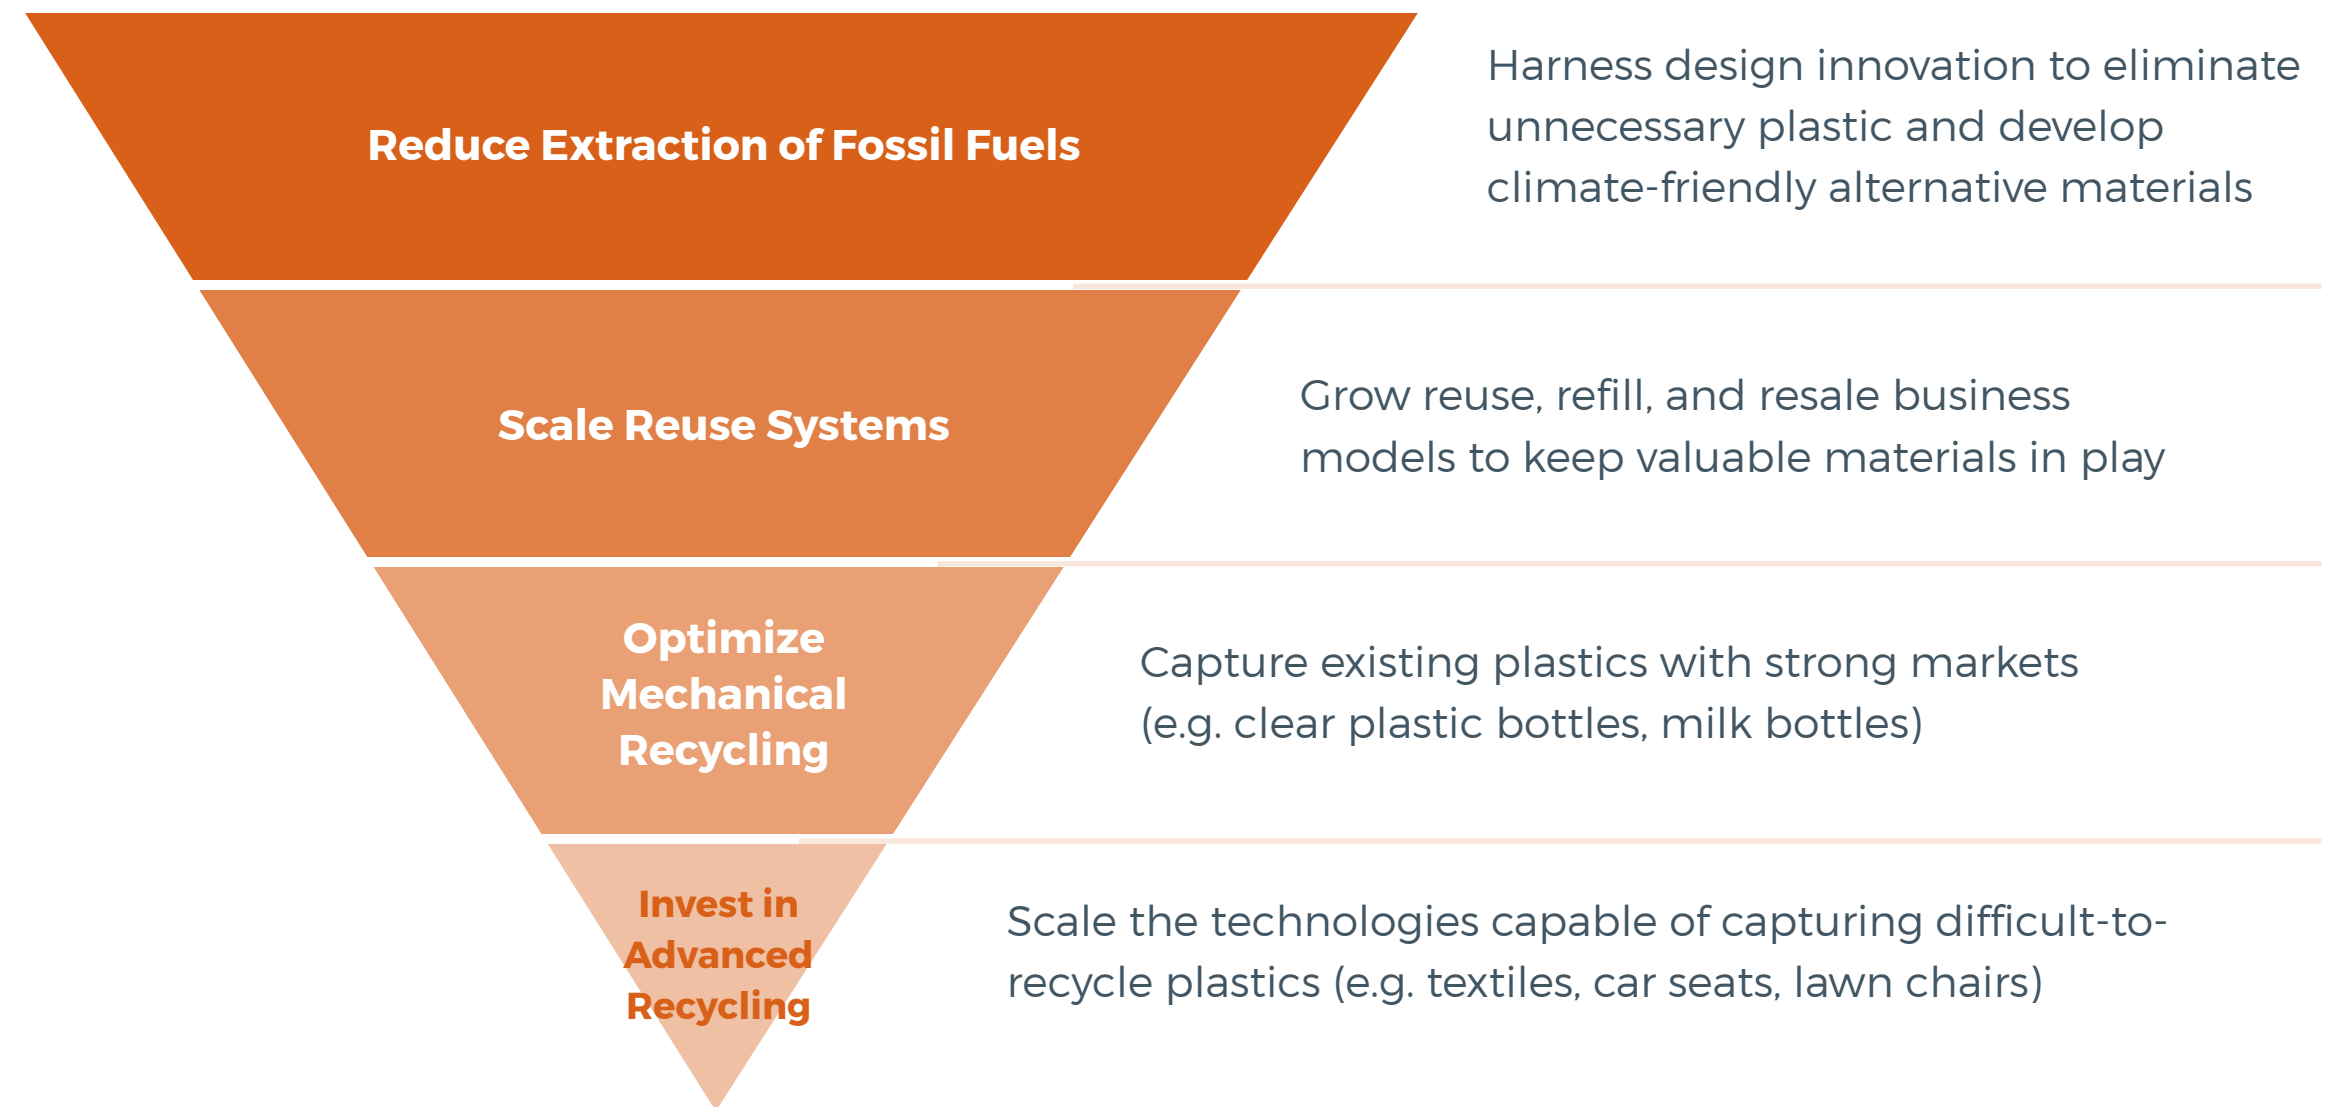 Reduce Extraction of Fossil Fuels
Harness design innovation to eliminate
unnecessary plastic and develop
climate-friendly alternative materials
Scale Reuse Systems
Grow reuse, refill, and resale business
models to keep valuable materials in play
Optimize
Mechanical
Recycling
Capture existing plastics with strong markets
(e.g. clear plastic bottles, milk bottles)
Invest in
Advanced
Recycling
Scale the technologies capable of capturing difficult-to-
recycle plastics (e.g. textiles, car seats, lawn chairs)